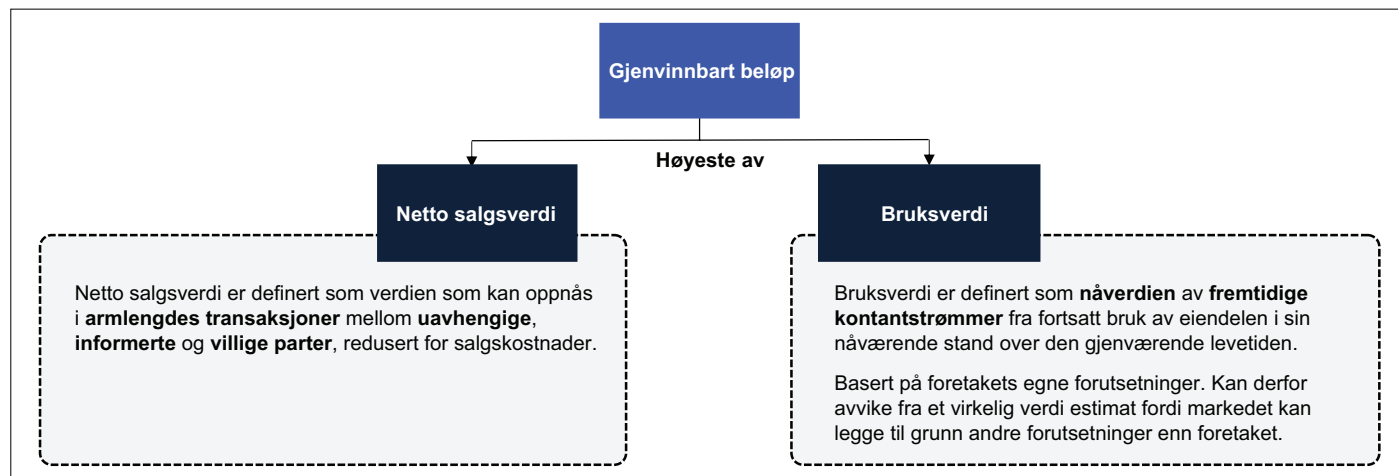 Gjenvinnbart beløp
Høyeste av
Netto salgsverdi
Bruksverdi
Netto salgsverdi er definert som verdien som kan oppnås
i armlengdes transaksjoner mellom uavhengige,
informerte og villige parter, redusert for salgskostnader.
Bruksverdi er definert som nåverdien av fremtidige
kontantstrømmer fra fortsatt bruk av eiendelen i sin
nåværende stand over den gjenværende levetiden.
Basert på foretakets egne forutsetninger. Kan derfor
avvike fra et virkelig verdi estimat fordi markedet kan
legge til grunn andre forutsetninger enn foretaket.